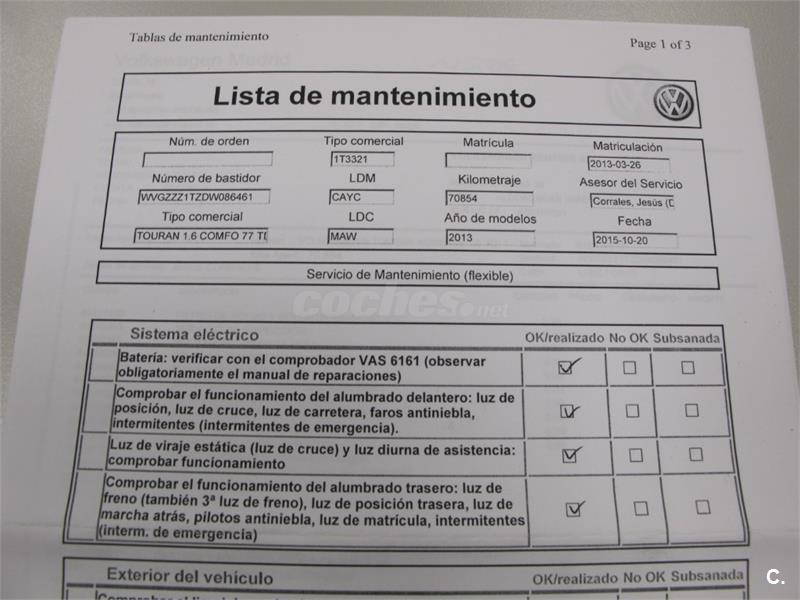 Tablas de mantenimiento
Page 1 of 3
Volkswagen Madrid
Lista de mantenimiento
Núm. de orden
Tipo comercial
1T3321
Matrícula
Matriculación
2013-03-26
Número de bastidor
WVGZZZ1TZDW086461
LDM
CAYC
Kilometraje
70854
Asesor del Servicio
Corrales, Jesús (D
Tipo comercial
TOURAN 1.6 COMFO 77 TD
LDC
MAW
Año de modelos
2013
Fecha
2015-10-20
Servicio de Mantenimiento (flexible)
coches.net
Sistema eléctrico
OK/realizado No OK Subsanada
Batería: verificar con el comprobador VAS 6161 (observar
obligatoriamente el manual de reparaciones)
Comprobar el funcionamiento del alumbrado delantero: luz de
posición, luz de cruce, luz de carretera, faros antiniebla,
intermitentes (intermitentes de emergencia).
Luz de viraje estática (luz de cruce) y luz diurna de asistencia:
comprobar funcionamiento
Comprobar el funcionamiento del alumbrado trasero: luz de
freno (también 3ª luz de freno), luz de posición trasera, luz de
marcha atrás, pilotos antiniebla, luz de matrícula, intermitentes
(interm. de emergencia)
Exterior del vehículo
OK/realizado No OK Subsanada
C.